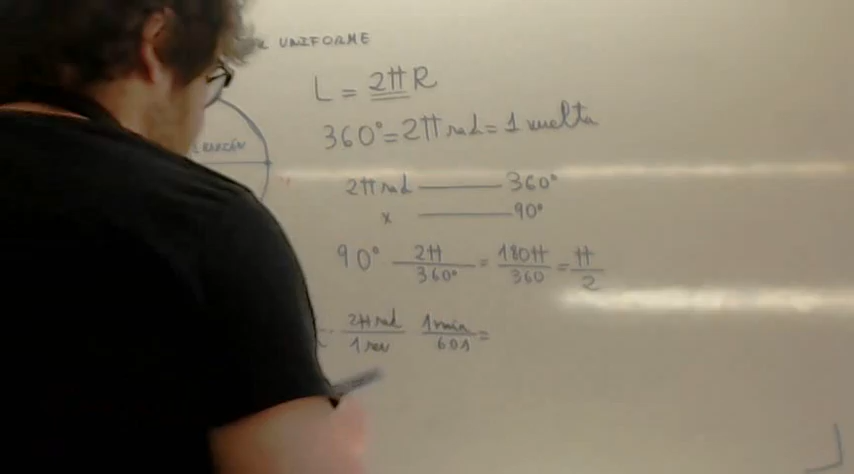 UNIFORME
L = 2π R
360° = 2π rad = 1 vuelta
2π rad ——— 360°
x ——— 90°
90° 2π/360° = 180π/360 = π/2
2π rad/1 rev 1 min/60s =